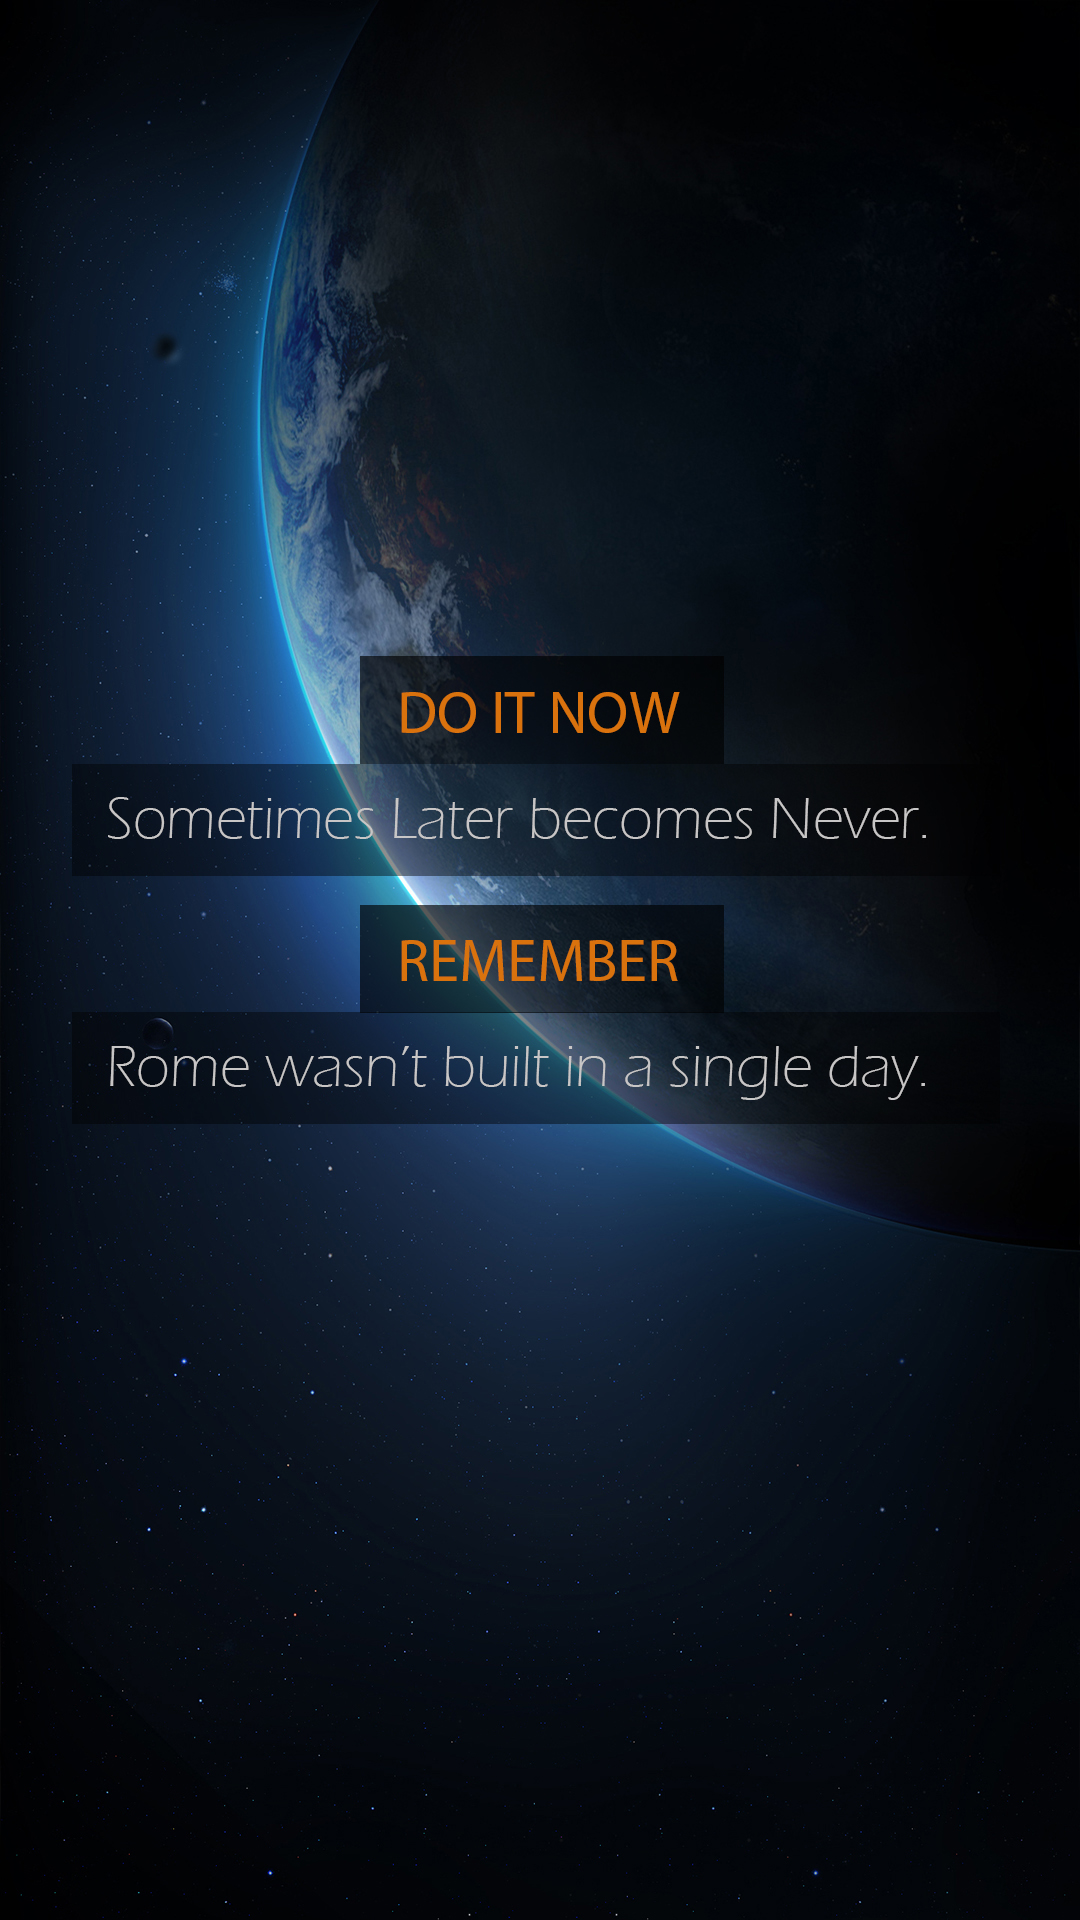 DO IT NOW
Sometimes Later becomes Never.
REMEMBER
Rome wasn’t built in a single day.